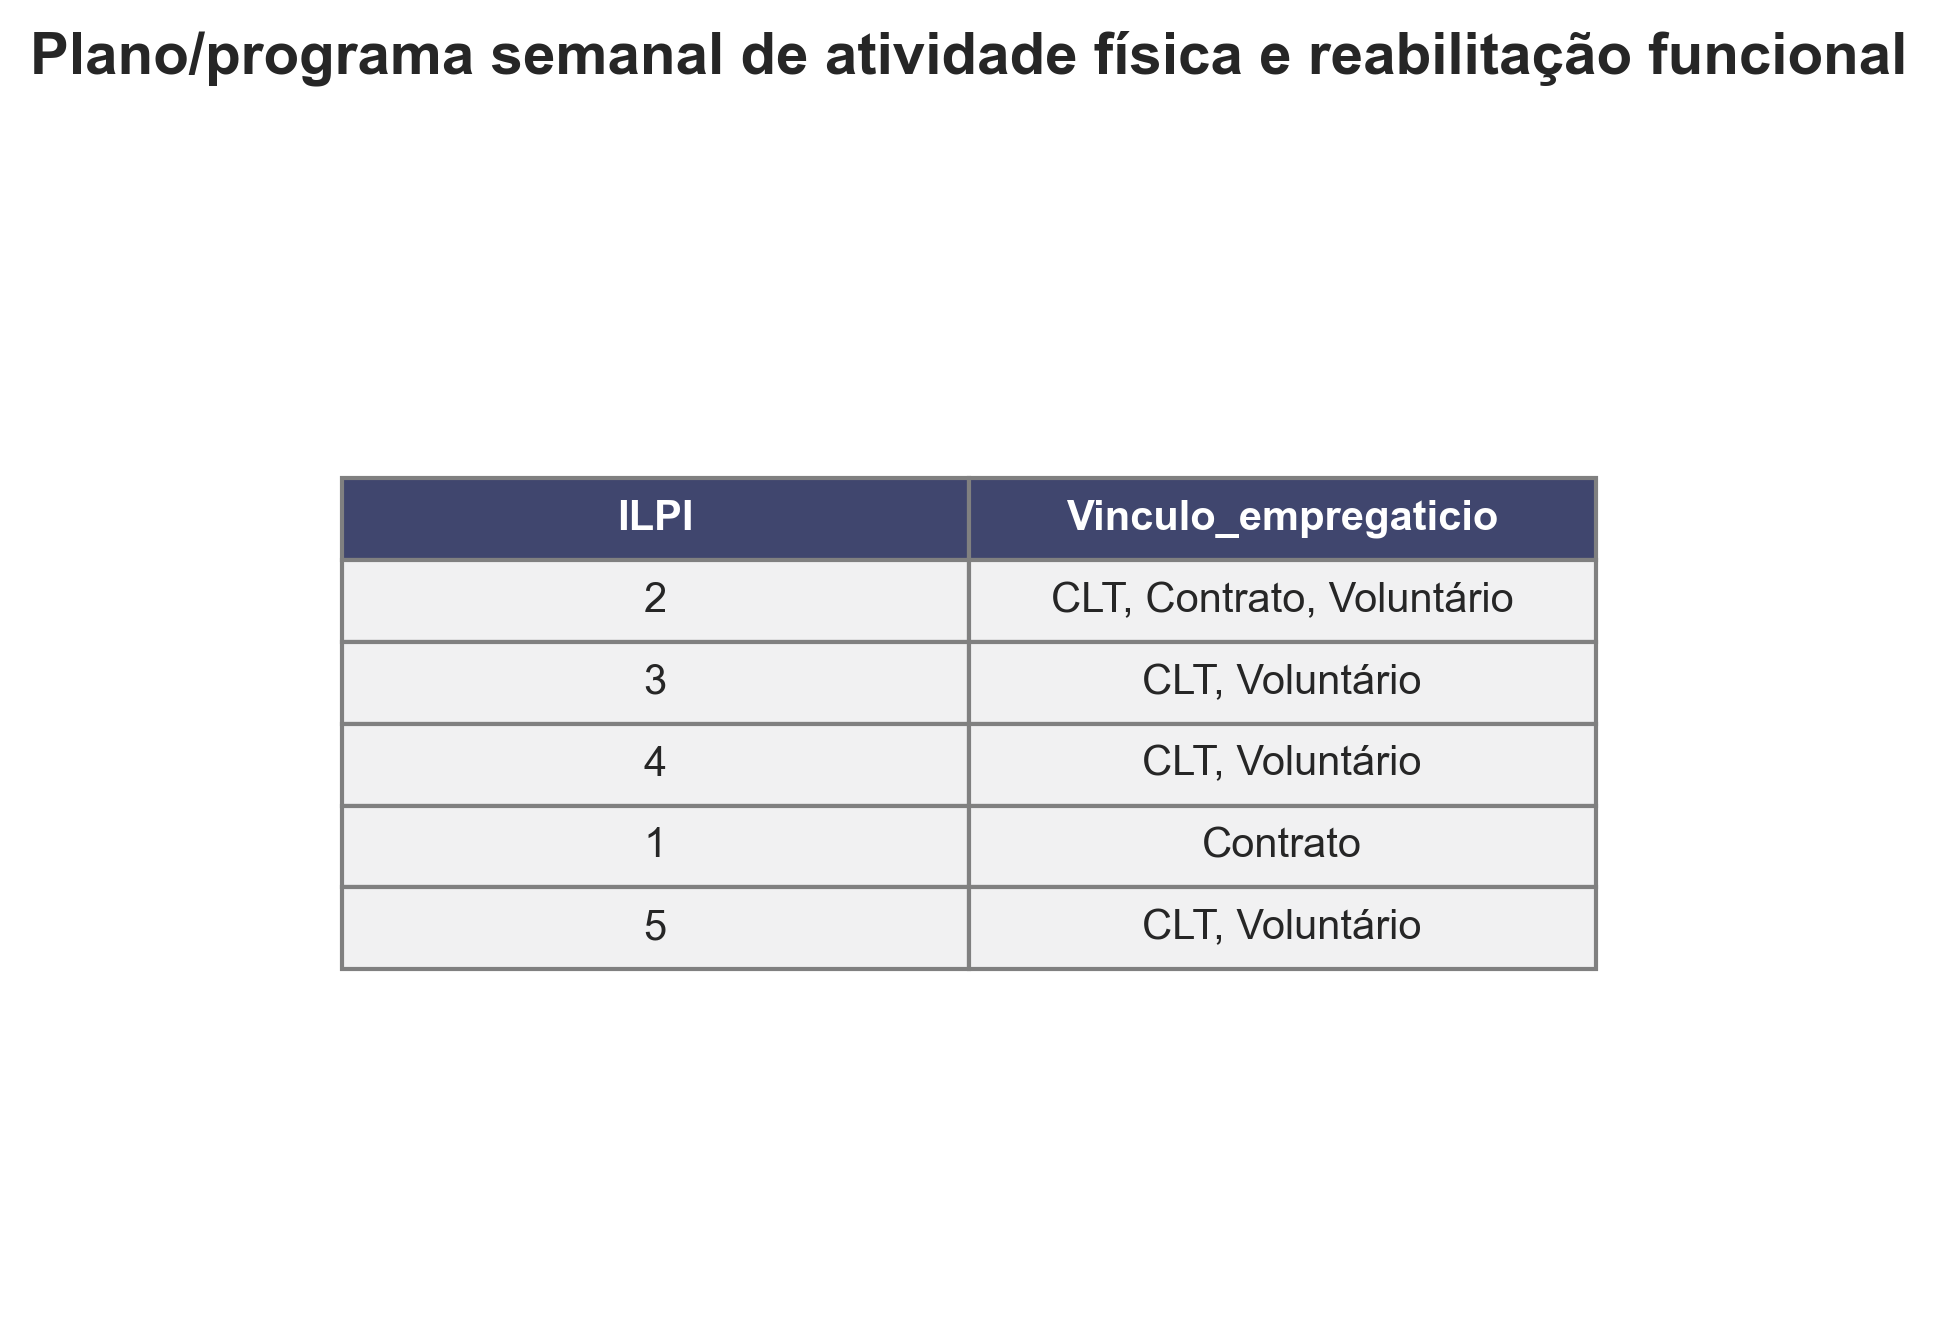 Plano/programa semanal de atividade física e reabilitação funcional
ILPI Vinculo_empregaticio
2 CLT, Contrato, Voluntário
3 CLT, Voluntário
4 CLT, Voluntário
1 Contrato
5 CLT, Voluntário